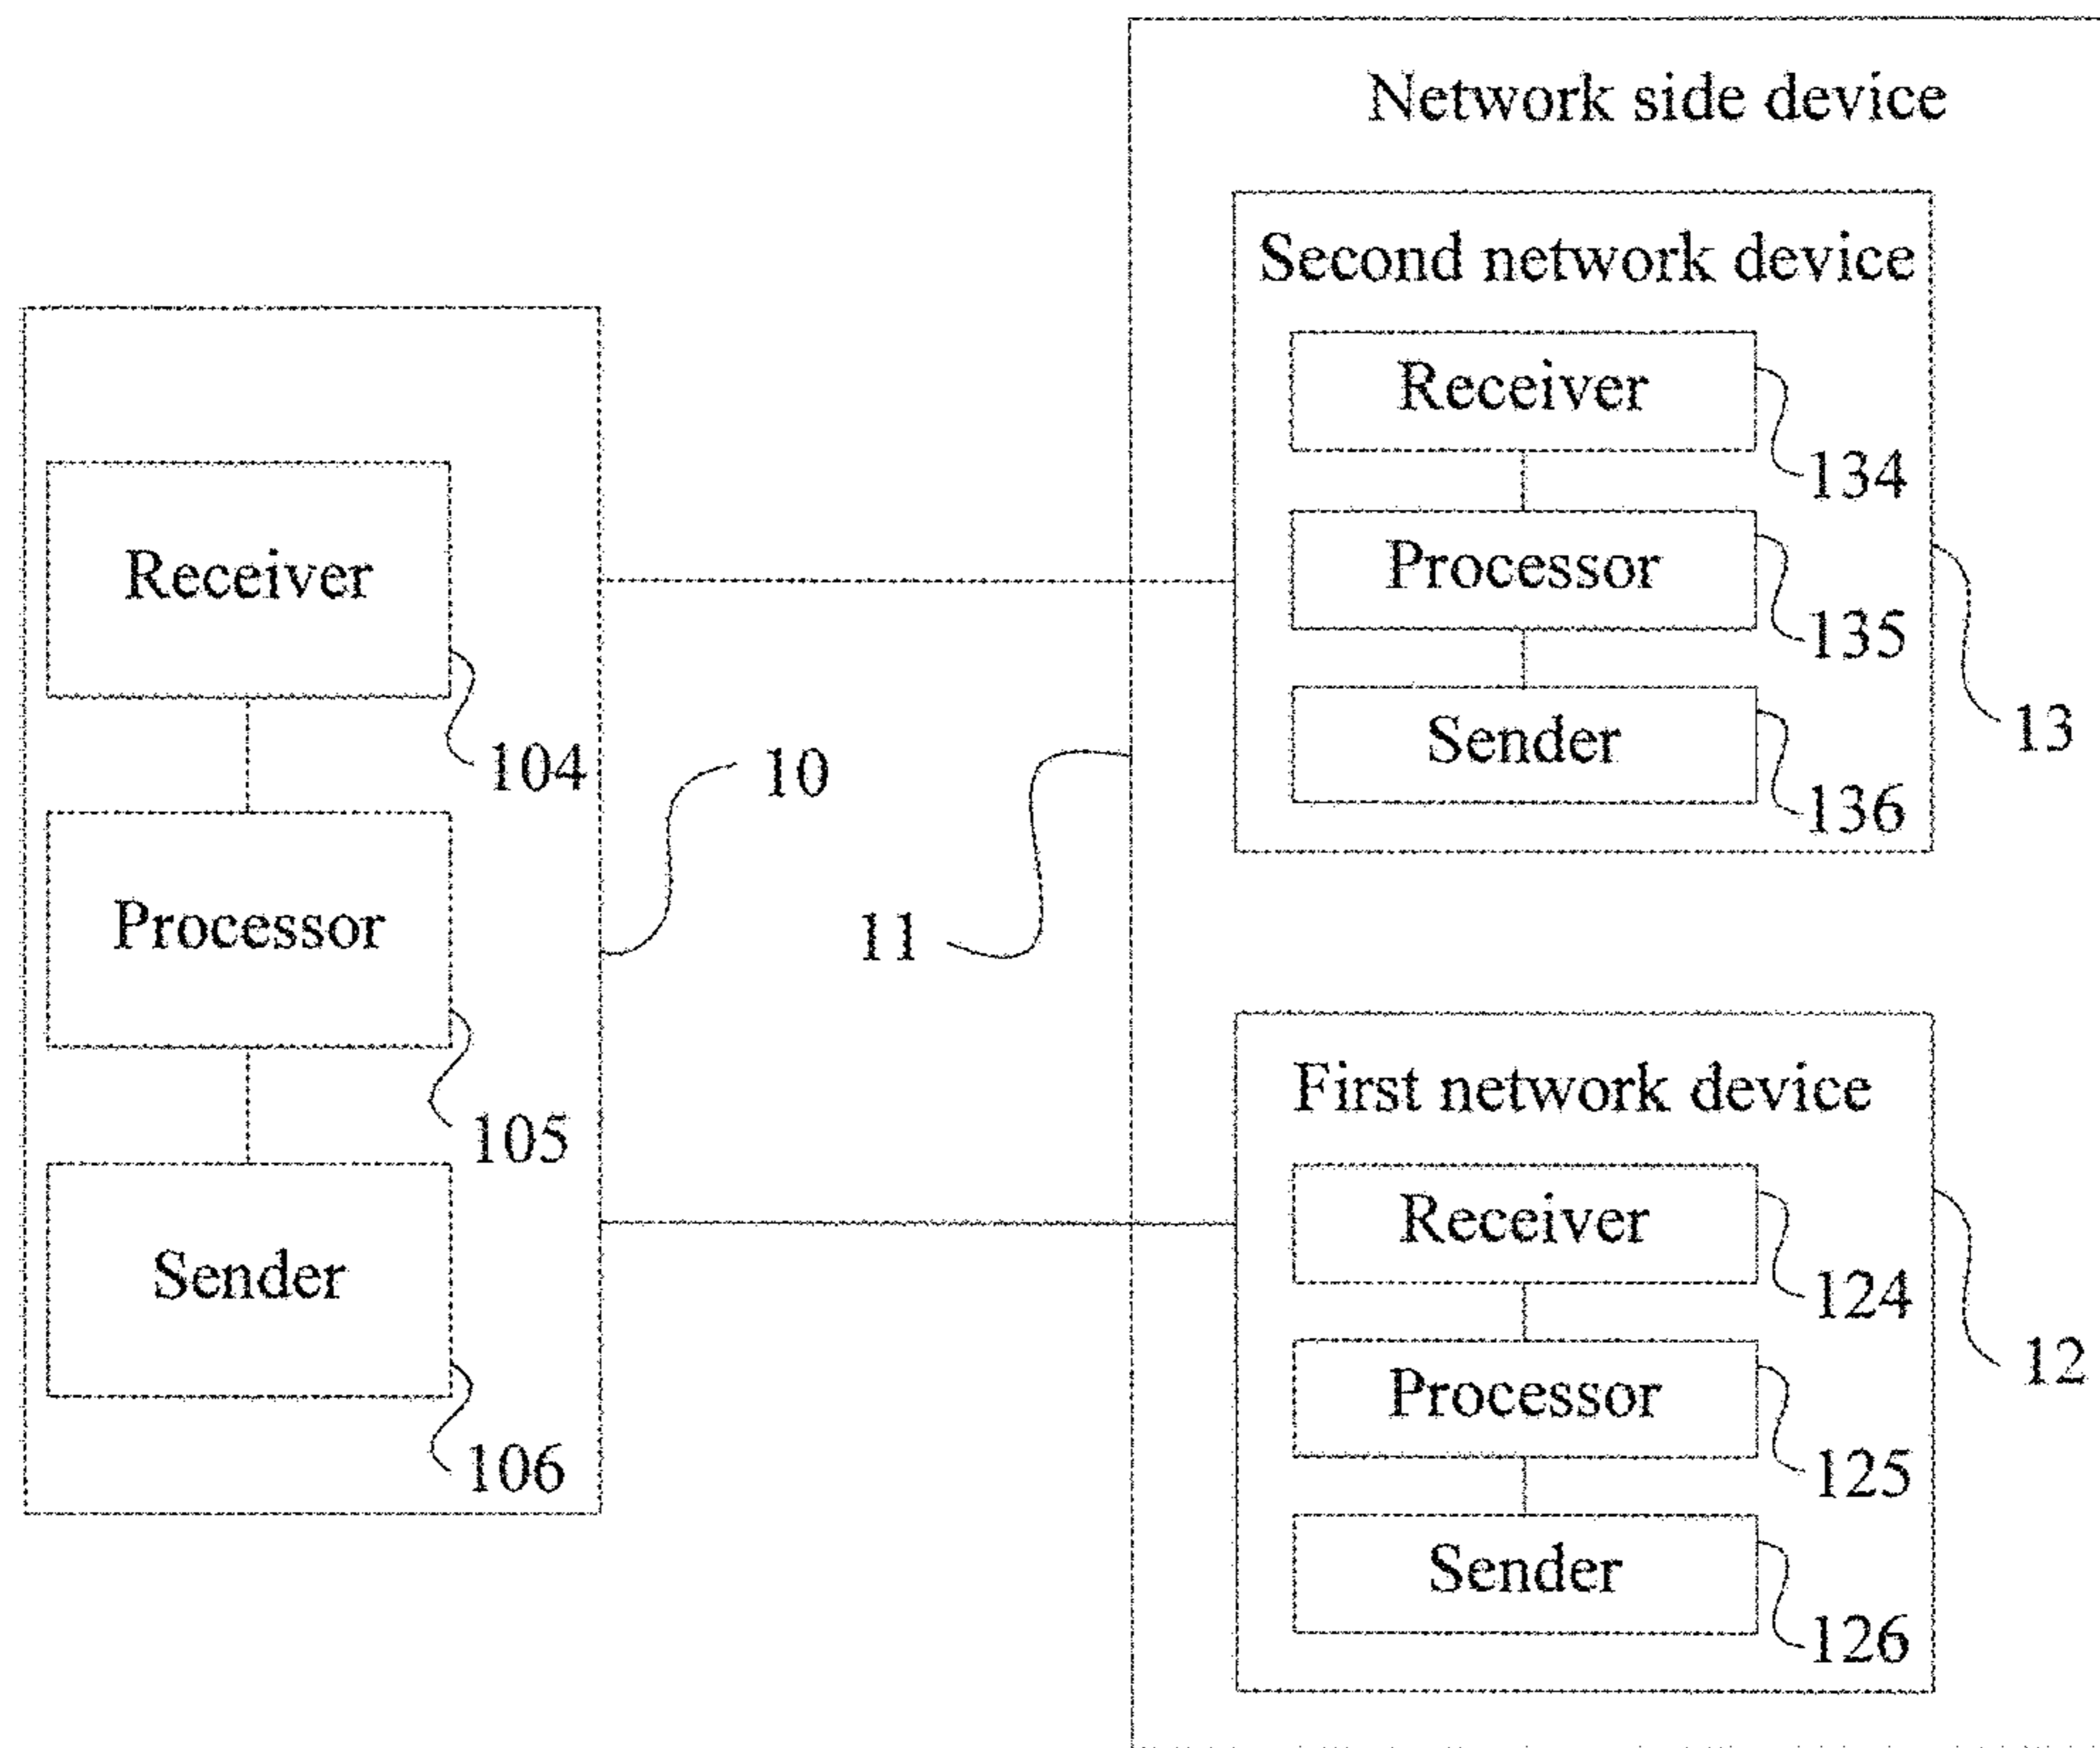 Network side device
Second network device
Receiver
134
Processor
135
Sender
136
13
Receiver
104
Processor
105
Sender
106
10
11
First network device
Receiver
124
Processor
125
Sender
126
12